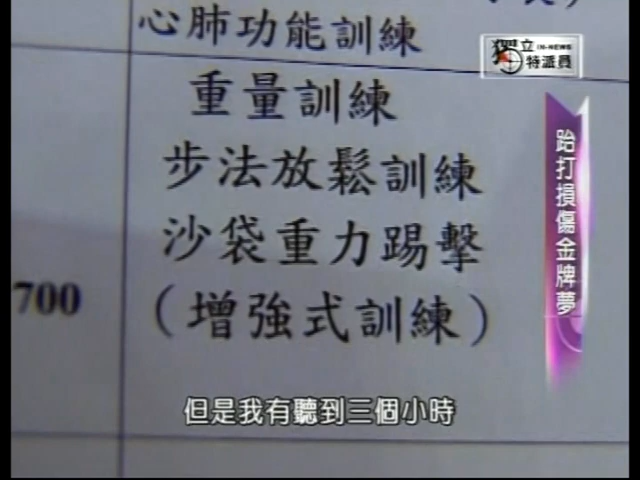 心肺功能訓練
獨立特派員
IN-NEWS
重量訓練
步法放鬆訓練
沙袋重力踢擊
700
(增強式訓練)
跆打損傷金牌夢
但是我有聽到三個小時